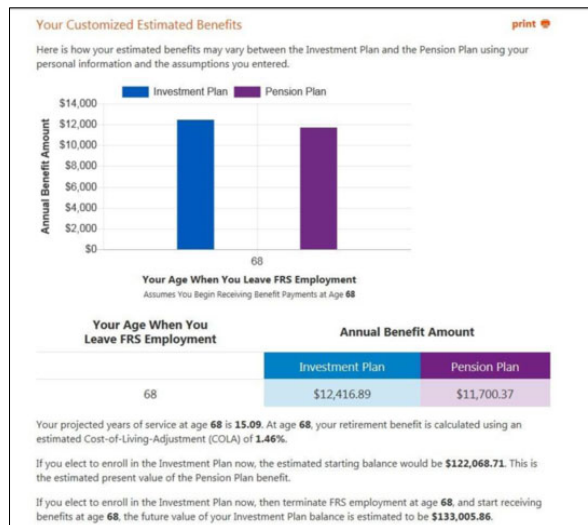 Your Customized Estimated Benefits
print
Here is how your estimated benefits may vary between the Investment Plan and the Pension Plan using your
personal information and the assumptions you entered.
Investment Plan Pension Plan
$14,000
$12,000
$10,000
$8,000
$6,000
$4,000
$2,000
$0
Annual Benefit Amount
68
Your Age When You Leave FRS Employment
Assumes You Begin Receiving Benefit Payments at Age 68
Your Age When You
Leave FRS Employment
Annual Benefit Amount
Investment Plan Pension Plan
68 $12,416.89 $11,700.37
Your projected years of service at age 68 is 15.09. At age 68, your retirement benefit is calculated using an
estimated Cost-of-Living-Adjustment (COLA) of 1.46%.
If you elect to enroll in the Investment Plan now, the estimated starting balance would be $122,068.71. This is
the estimated present value of the Pension Plan benefit.
If you elect to enroll in the Investment Plan now, then terminate FRS employment at age 68, and start receiving
benefits at age 68, the future value of your Investment Plan balance is estimated to be $133,005.86.